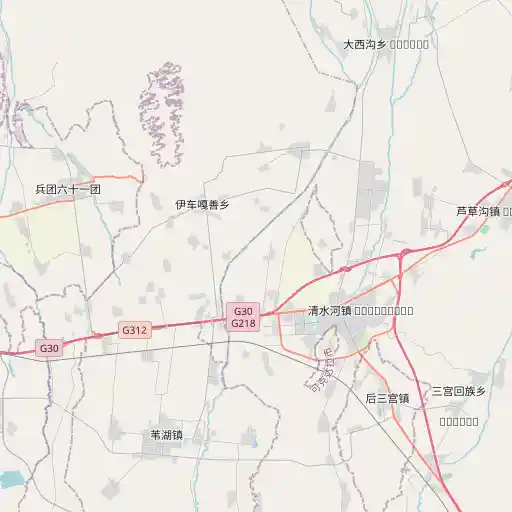 大西沟乡
兵团六十一团
伊车嘎善乡
芦草沟镇
G30
G218
清水河镇
G312
G30
可克达拉市
后三宫镇
三宫回族乡
苇湖镇